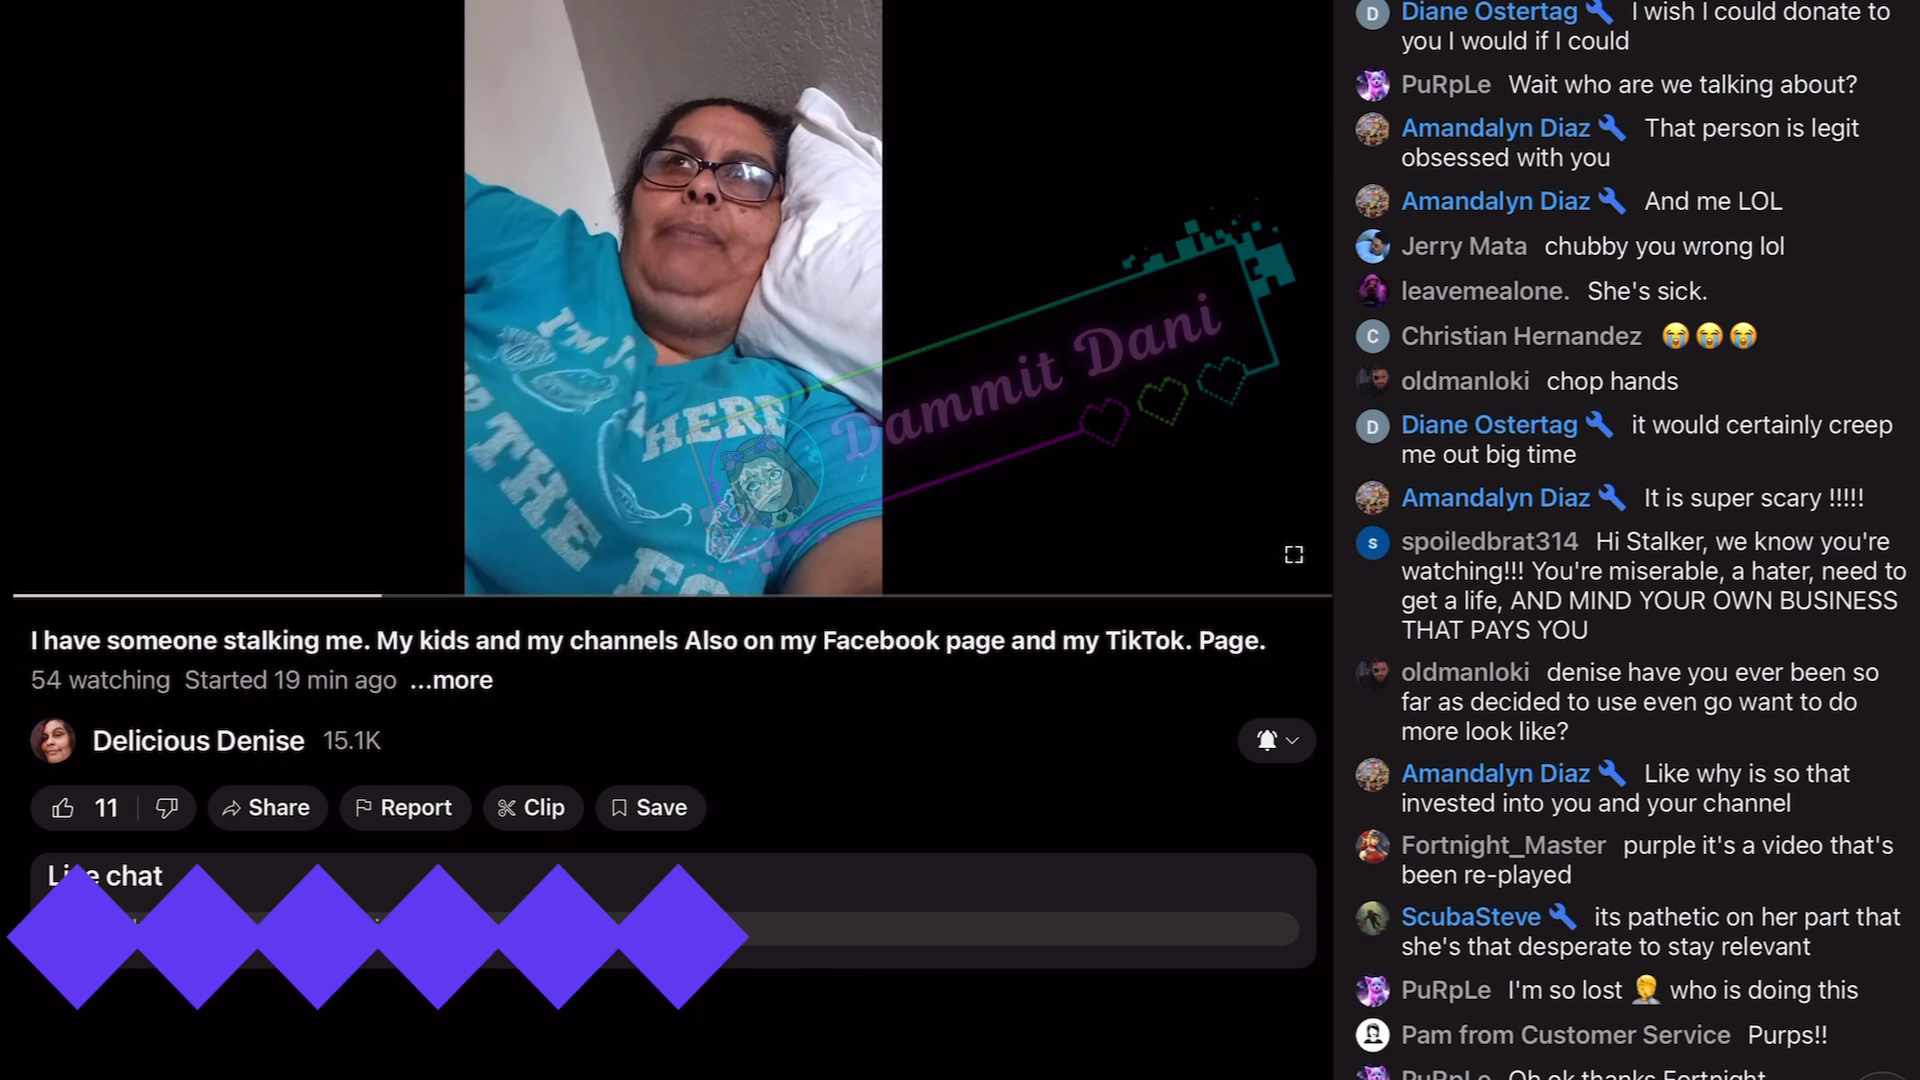 I'M J
HERE
THE FO
Dammit Dani
I have someone stalking me. My kids and my channels Also on my Facebook page and my TikTok. Page.
54 watching Started 19 min ago ...more
Delicious Denise 15.1K
11 Share Report Clip Save
chat
D Diane Ostertag I wish I could donate to
you I would if I could
PuRpLe Wait who are we talking about?
Amandalyn Diaz That person is legit
obsessed with you
Amandalyn Diaz And me LOL
Jerry Mata chubby you wrong lol
leavemealone. She's sick.
C Christian Hernandez 😭😭😭
oldmanloki chop hands
D Diane Ostertag it would certainly creep
me out big time
Amandalyn Diaz It is super scary !!!!!
s spoiledbrat314 Hi Stalker, we know you're
watching!!! You're miserable, a hater, need to
get a life, AND MIND YOUR OWN BUSINESS
THAT PAYS YOU
oldmanloki denise have you ever been so
far as decided to use even go want to do
more look like?
Amandalyn Diaz Like why is so that
invested into you and your channel
Fortnight_Master purple it's a video that's
been re-played
ScubaSteve its pathetic on her part that
she's that desperate to stay relevant
PuRpLe I'm so lost 🤦 who is doing this
Pam from Customer Service Purps!!
PuRpLe Oh ok thanks Fortnight